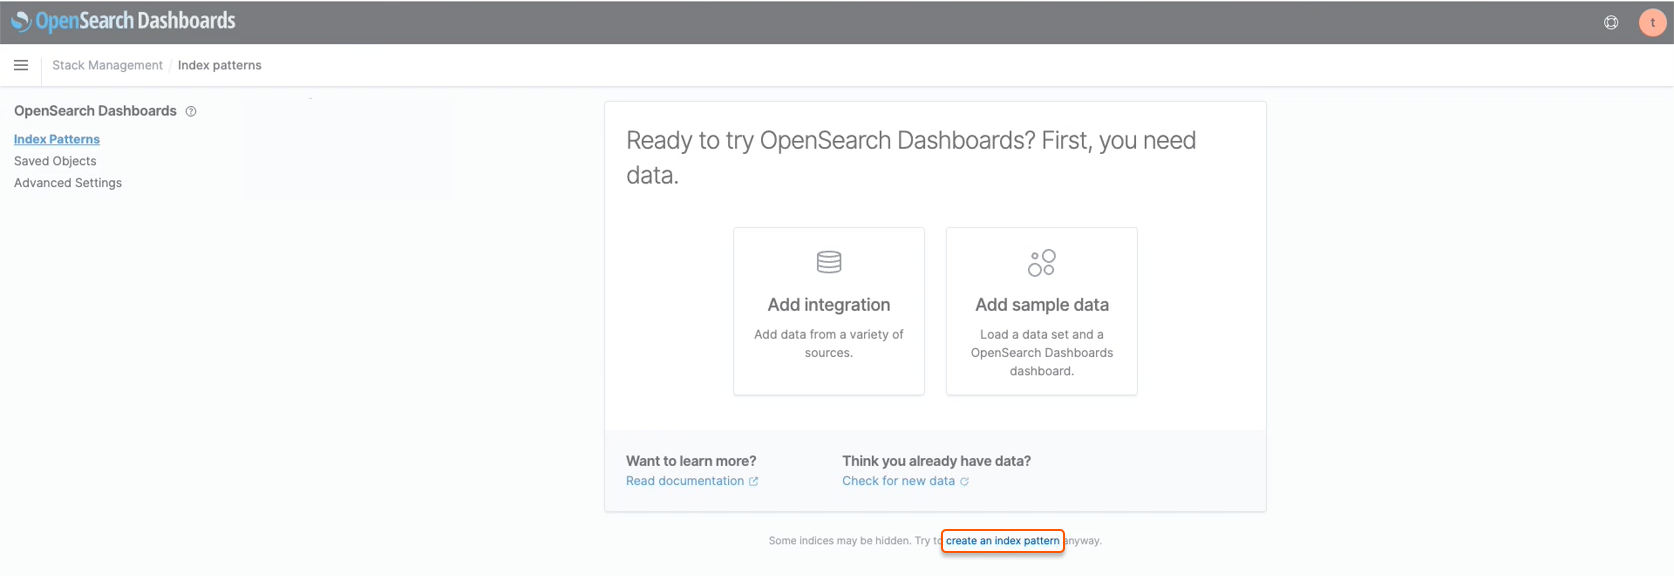 OpenSearch Dashboards
t
Stack Management / Index patterns
OpenSearch Dashboards
Index Patterns
Saved Objects
Advanced Settings
Ready to try OpenSearch Dashboards? First, you need
data.
Add integration
Add data from a variety of
sources.
Add sample data
Load a data set and a
OpenSearch Dashboards
dashboard.
Want to learn more?
Read documentation
Think you already have data?
Check for new data
Some indices may be hidden. Try to create an index pattern anyway.